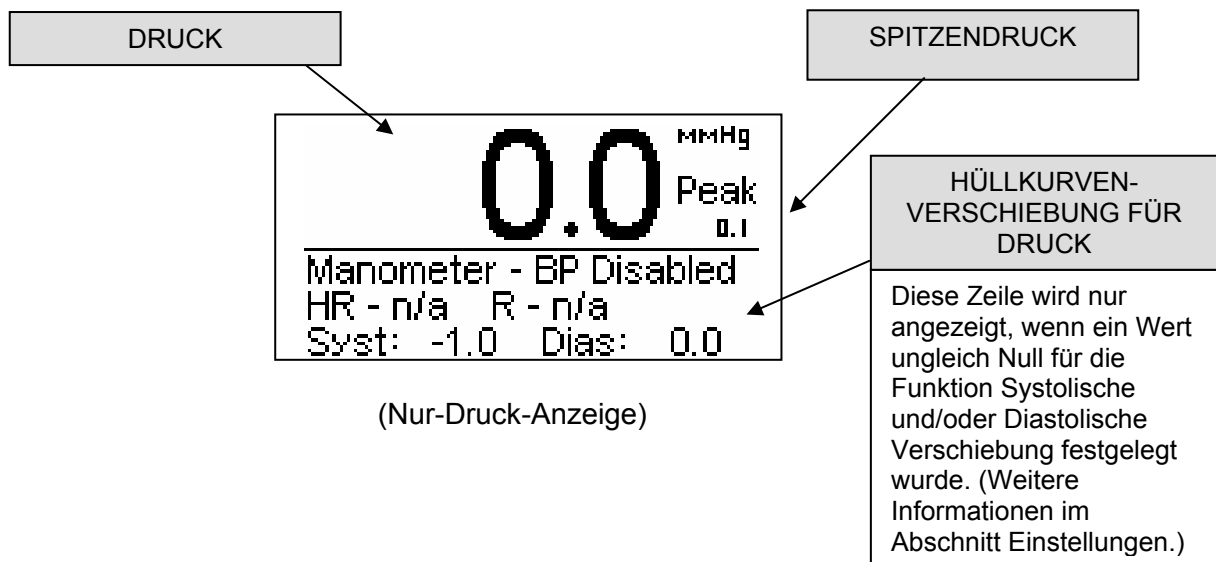 DRUCK
SPITZENDRUCK
0.0 MMHg
Peak
0.1
Manometer - BP Disabled
HR - n/a R - n/a
Syst: -1.0 Dias: 0.0
(Nur-Druck-Anzeige)
HÜLLKURVEN-
VERSCHIEBUNG FÜR
DRUCK
Diese Zeile wird nur
angezeigt, wenn ein Wert
ungleich Null für die
Funktion Systolische
und/oder Diastolische
Verschiebung festgelegt
wurde. (Weitere
Informationen im
Abschnitt Einstellungen.)